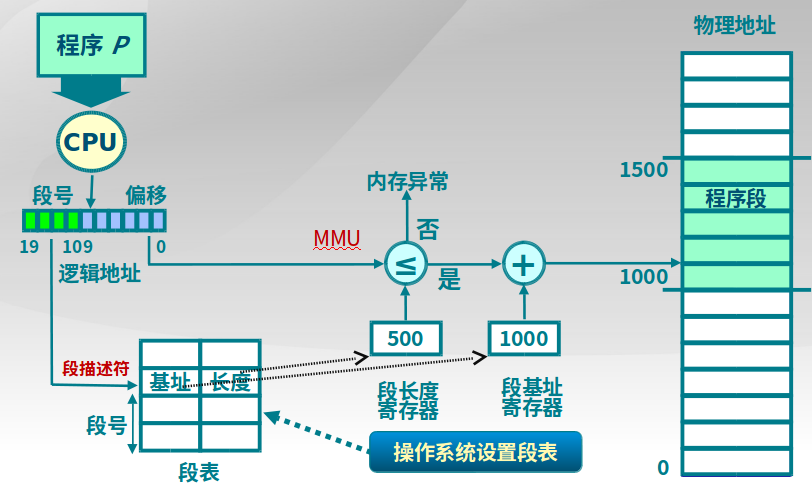 程序 P
CPU
段号
偏移
19
109
0
逻辑地址
MMU
内存异常
否
≤
是
+
500
1000
段长度
寄存器
段基址
寄存器
段描述符
基址
长度
段号
段表
操作系统设置段表
物理地址
1500
程序段
1000
0